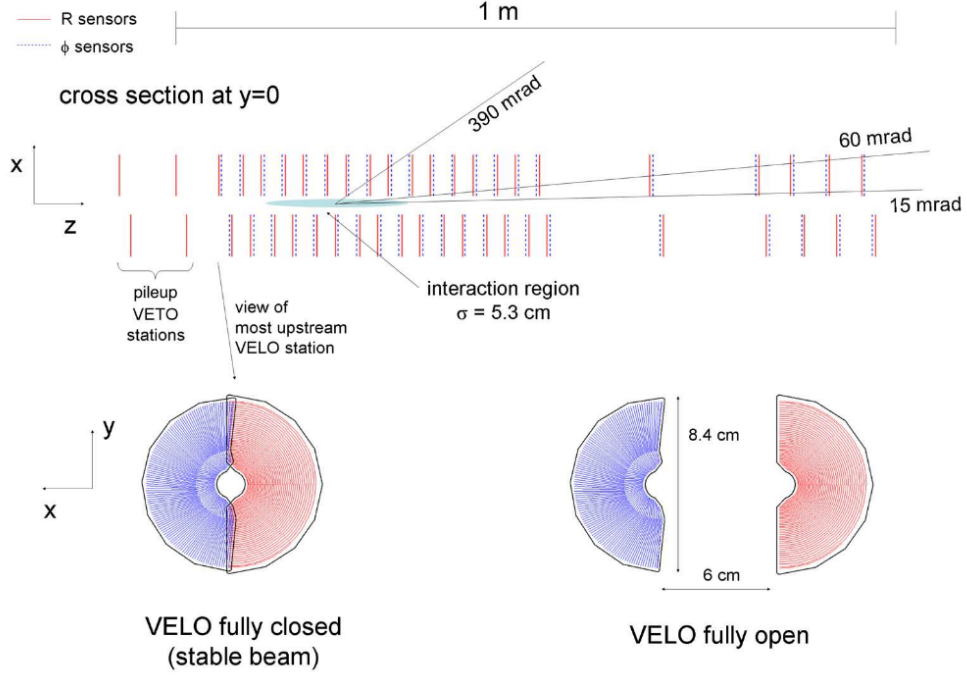 R sensors
ϕ sensors
1 m
cross section at y=0
390 mrad
60 mrad
15 mrad
x
z
pileup
VETO
stations
view of
most upstream
VELO station
interaction region
σ = 5.3 cm
y
x
8.4 cm
6 cm
VELO fully closed
(stable beam)
VELO fully open